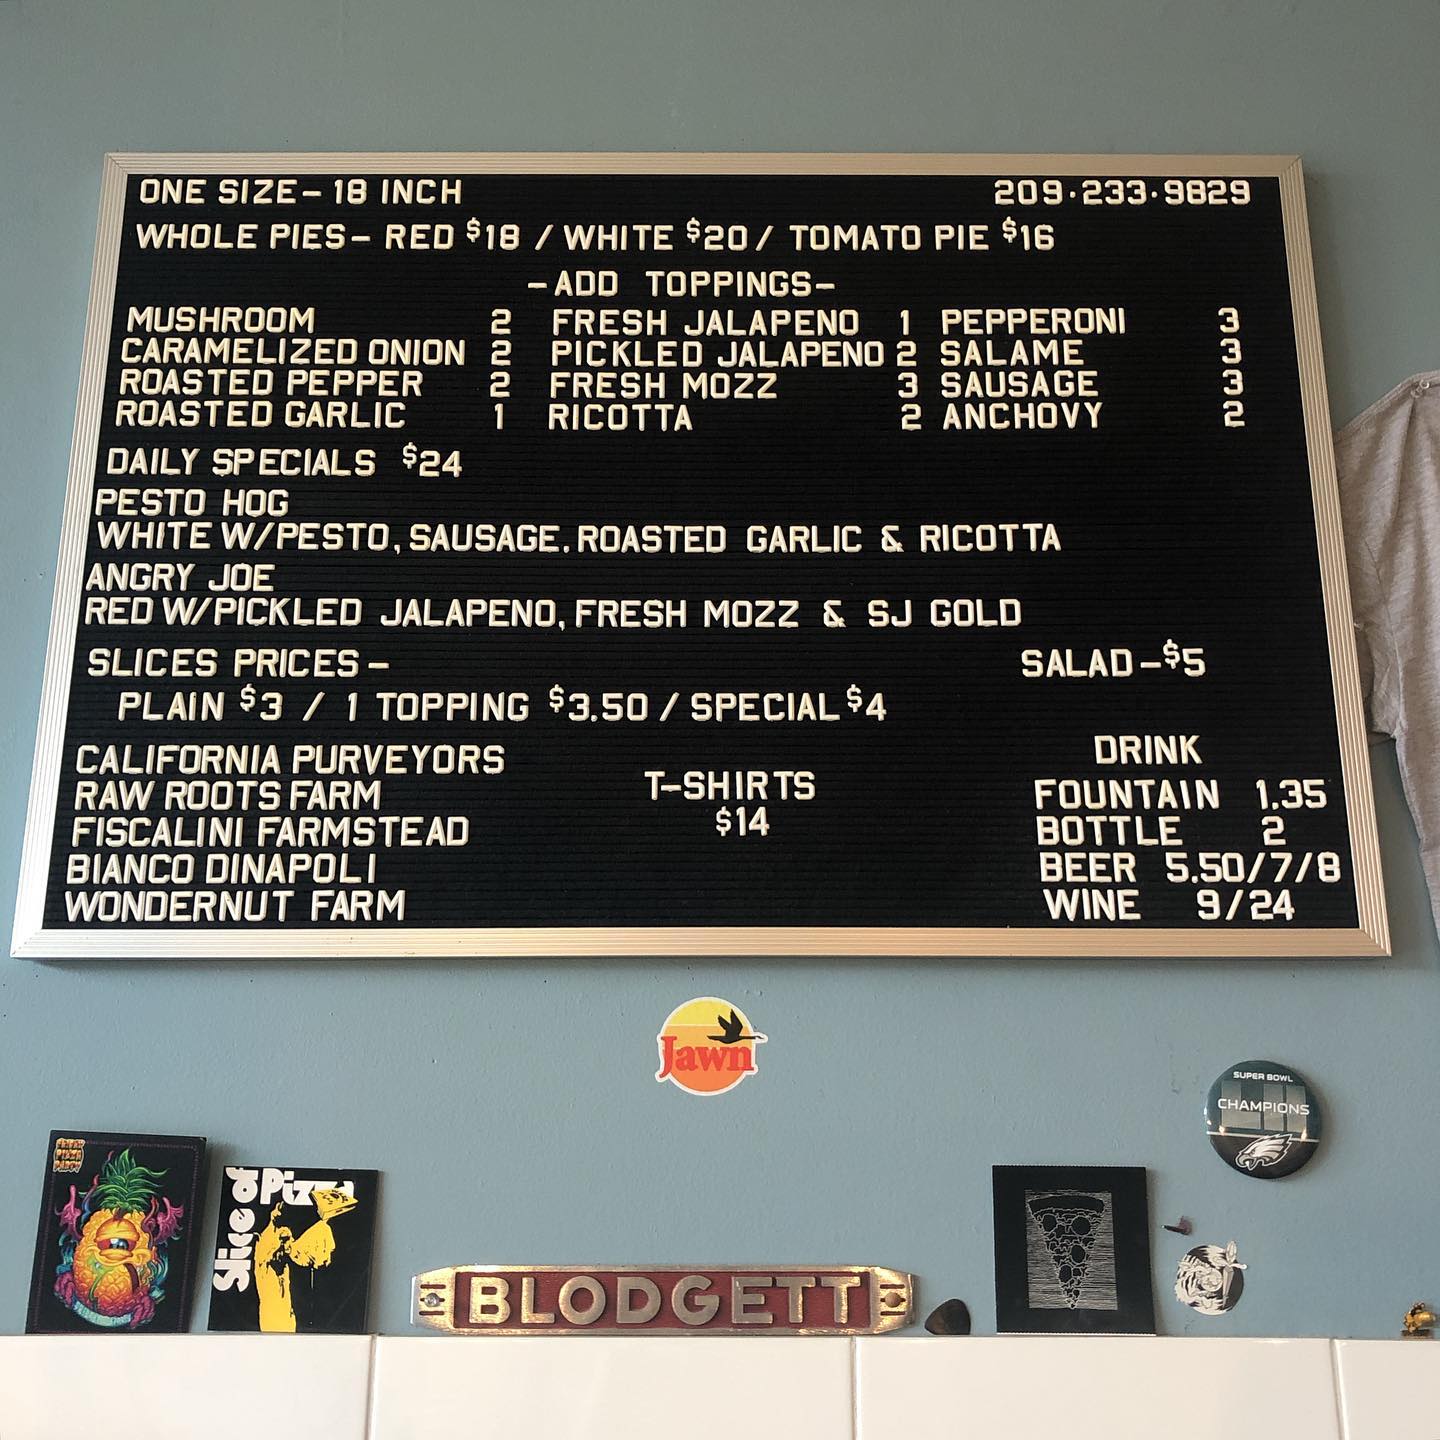 ONE SIZE - 18 INCH 209·233·9829
WHOLE PIES - RED $18 / WHITE $20 / TOMATO PIE $16
- ADD TOPPINGS -
MUSHROOM 2 FRESH JALAPENO 1 PEPPERONI 3
CARAMELIZED ONION 2 PICKLED JALAPENO 2 SALAME 3
ROASTED PEPPER 2 FRESH MOZZ 3 SAUSAGE 3
ROASTED GARLIC 1 RICOTTA 2 ANCHOVY 2
DAILY SPECIALS $24
PESTO HOG
WHITE W/PESTO, SAUSAGE. ROASTED GARLIC & RICOTTA
ANGRY JOE
RED W/PICKLED JALAPENO, FRESH MOZZ & SJ GOLD
SLICES PRICES - SALAD - $5
PLAIN $3 / 1 TOPPING $3.50 / SPECIAL $4
CALIFORNIA PURVEYORS
RAW ROOTS FARM
FISCALINI FARMSTEAD
BIANCO DINAPOLI
WONDERNUT FARM
T-SHIRTS
$14
DRINK
FOUNTAIN 1.35
BOTTLE 2
BEER 5.50/7/8
WINE 9/24
Jawn
SUPER BOWL
CHAMPIONS
PIZZA
PARTY
Slice of Pizza
BLODGETT